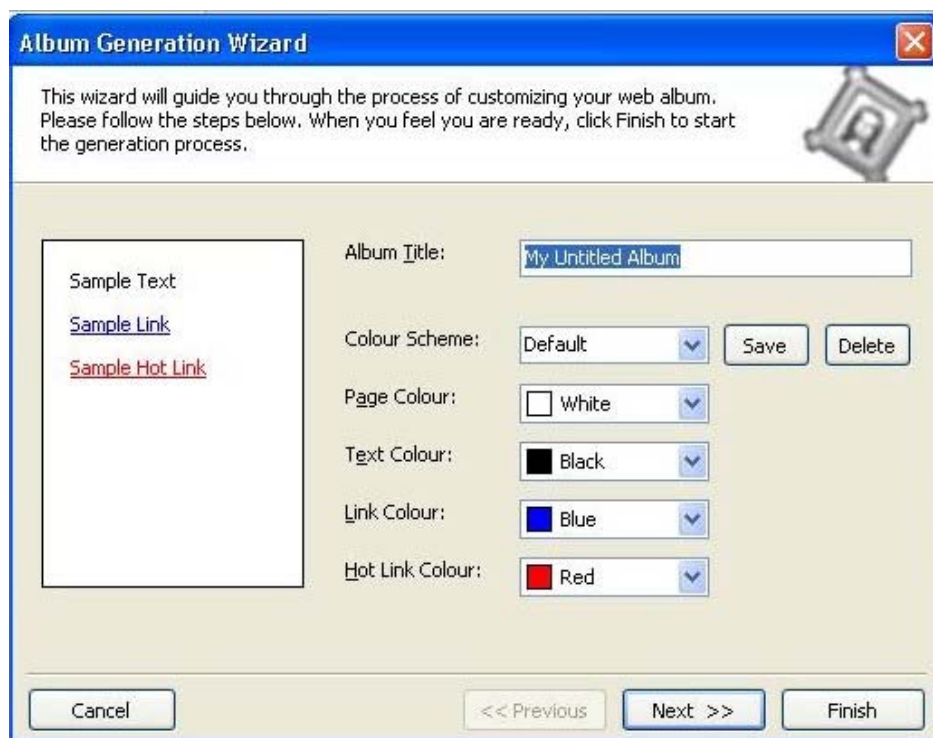 Album Generation Wizard
This wizard will guide you through the process of customizing your web album.
Please follow the steps below. When you feel you are ready, click Finish to start
the generation process.
Sample Text
Sample Link
Sample Hot Link
Album Title: My Untitled Album
Colour Scheme: Default Save Delete
Page Colour: White
Text Colour: Black
Link Colour: Blue
Hot Link Colour: Red
Cancel << Previous Next >> Finish